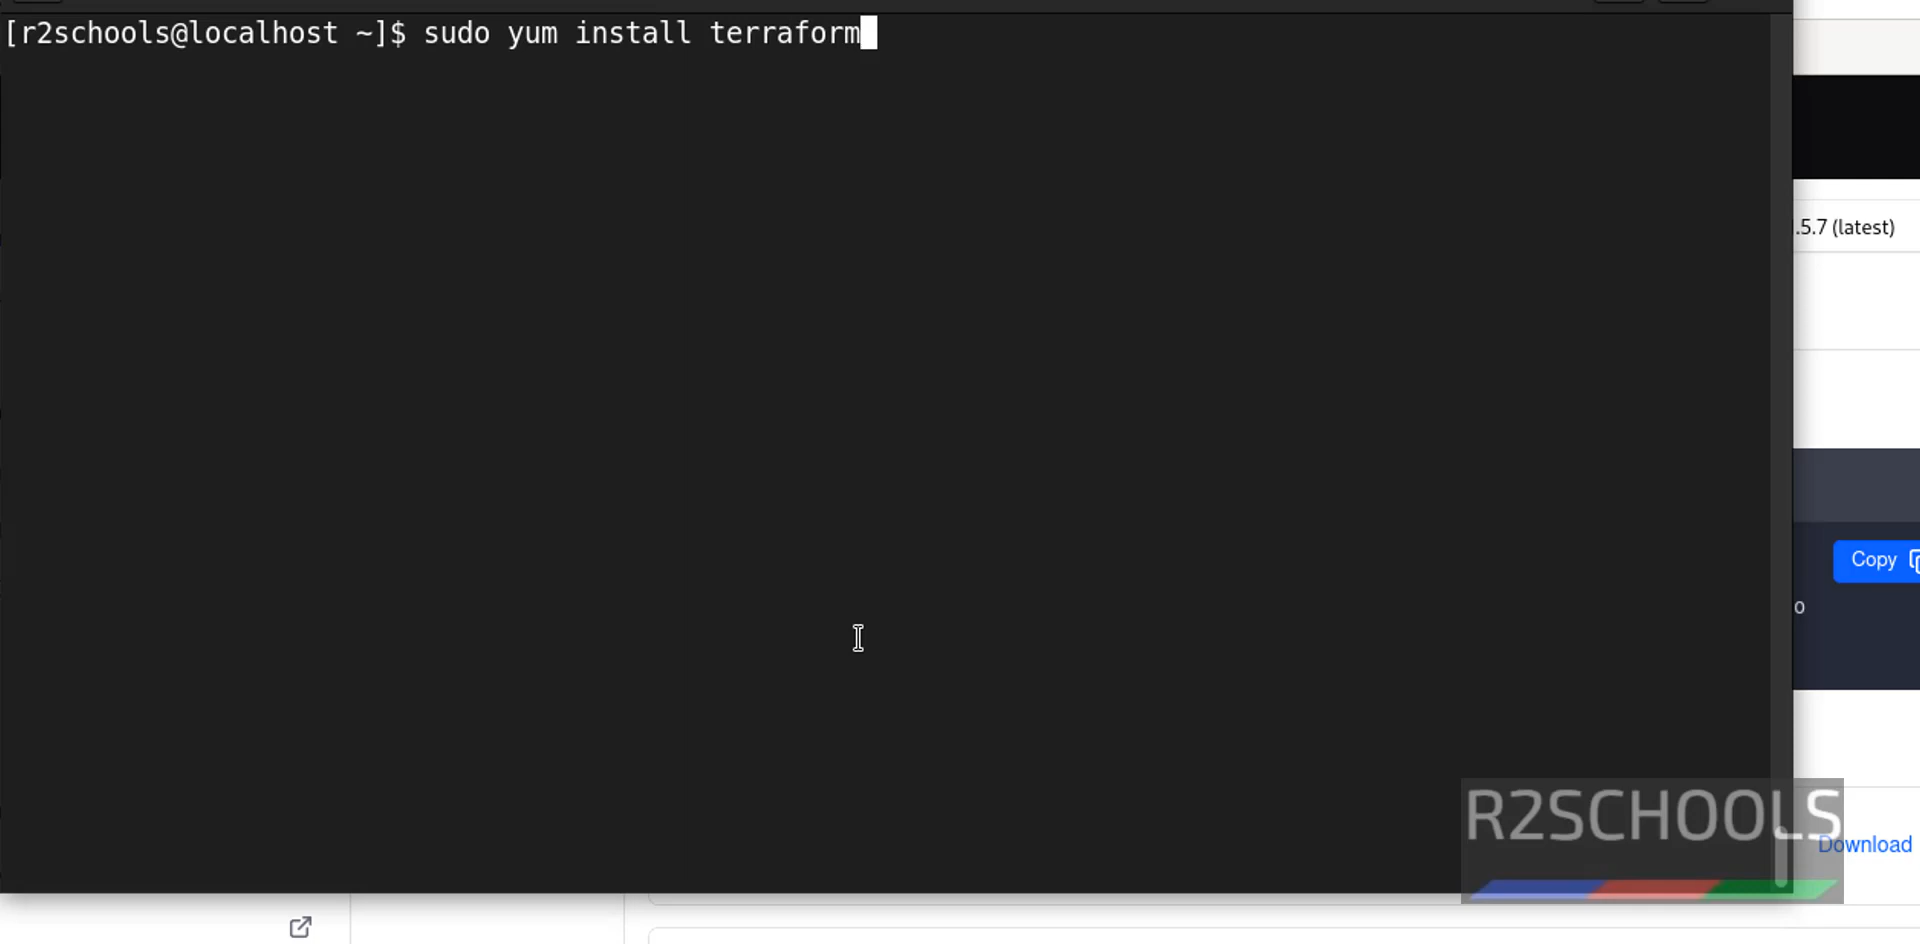 [r2schools@localhost ~]$ sudo yum install terraform
.5.7 (latest)
Copy
o
R2SCHOOLS
Download